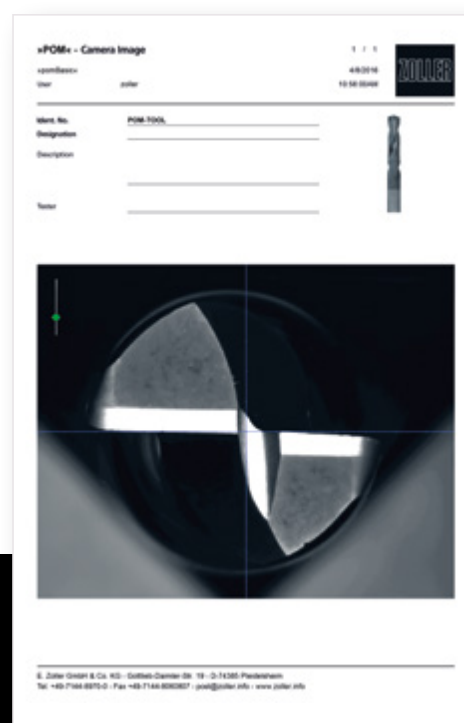 »POM« - Camera Image
1 / 1
»pomBasic«
4/8/2016
User
zoller
10:56:00AM
ZOLLER
Ident. No.
POM-TOOL
Designation
Description
Tester
E. Zoller GmbH & Co. KG - Gottlieb-Daimler-Str. 19 - D-74385 Pleidelsheim
Tel: +49-7144-8970-0 - Fax +49-7144-8060807 - post@zoller.info - www.zoller.info